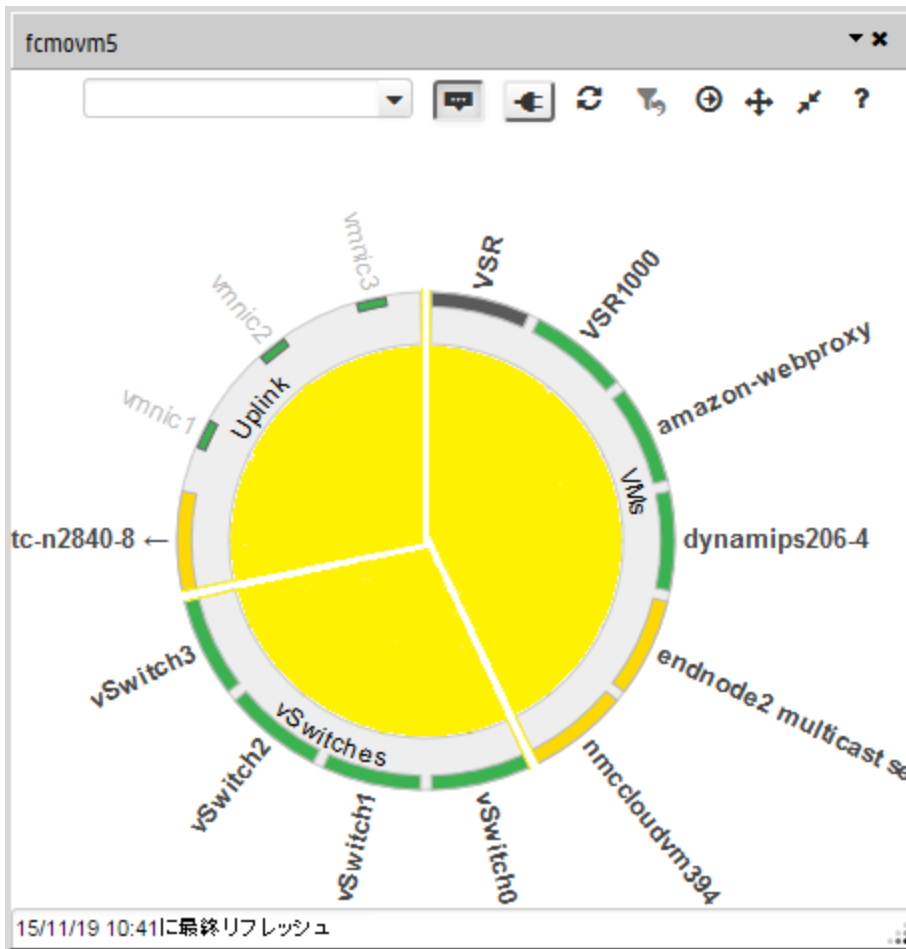 fcmovm5
?
vmnic3
VSR
vmnic2
VSR1000
vmnic1
Uplink
amazon-webproxy
VMs
tc-n2840-8 ←
dynamips206-4
vSwitch3
endnode2 multicast se
vSwitches
vSwitch2
nmccloudvm394
vSwitch1
vSwitch0
15/11/19 10:41に最終リフレッシュ